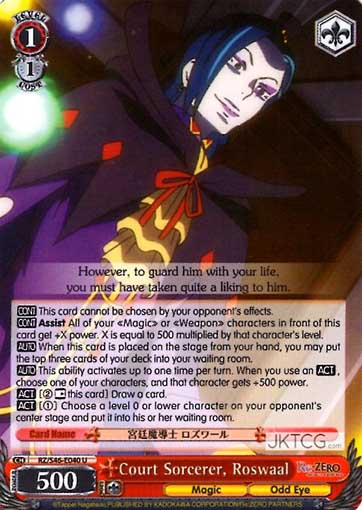 LEVEL
1
1
COST
However, to guard him with your life,
you must have taken quite a liking to him.
CONT This card cannot be chosen by your opponent's effects.
CONT Assist All of your «Magic» or «Weapon» characters in front of this
card get +X power. X is equal to 500 multiplied by that character's level.
AUTO When this card is placed on the stage from your hand, you may put
the top three cards of your deck into your waiting room.
AUTO This ability activates up to one time per turn. When you use an ACT,
choose one of your characters, and that character gets +500 power.
ACT [② this card] Draw a card.
ACT [①] Choose a level 0 or lower character on your opponent's
center stage and put it into his or her waiting room.
Card Name
宮廷魔導士 ロズワール
JKTCG.com
CH
RZ/S46-E040 U
Court Sorcerer, Roswaal
Re:ZERO
POWER
500
Magic
Odd Eye